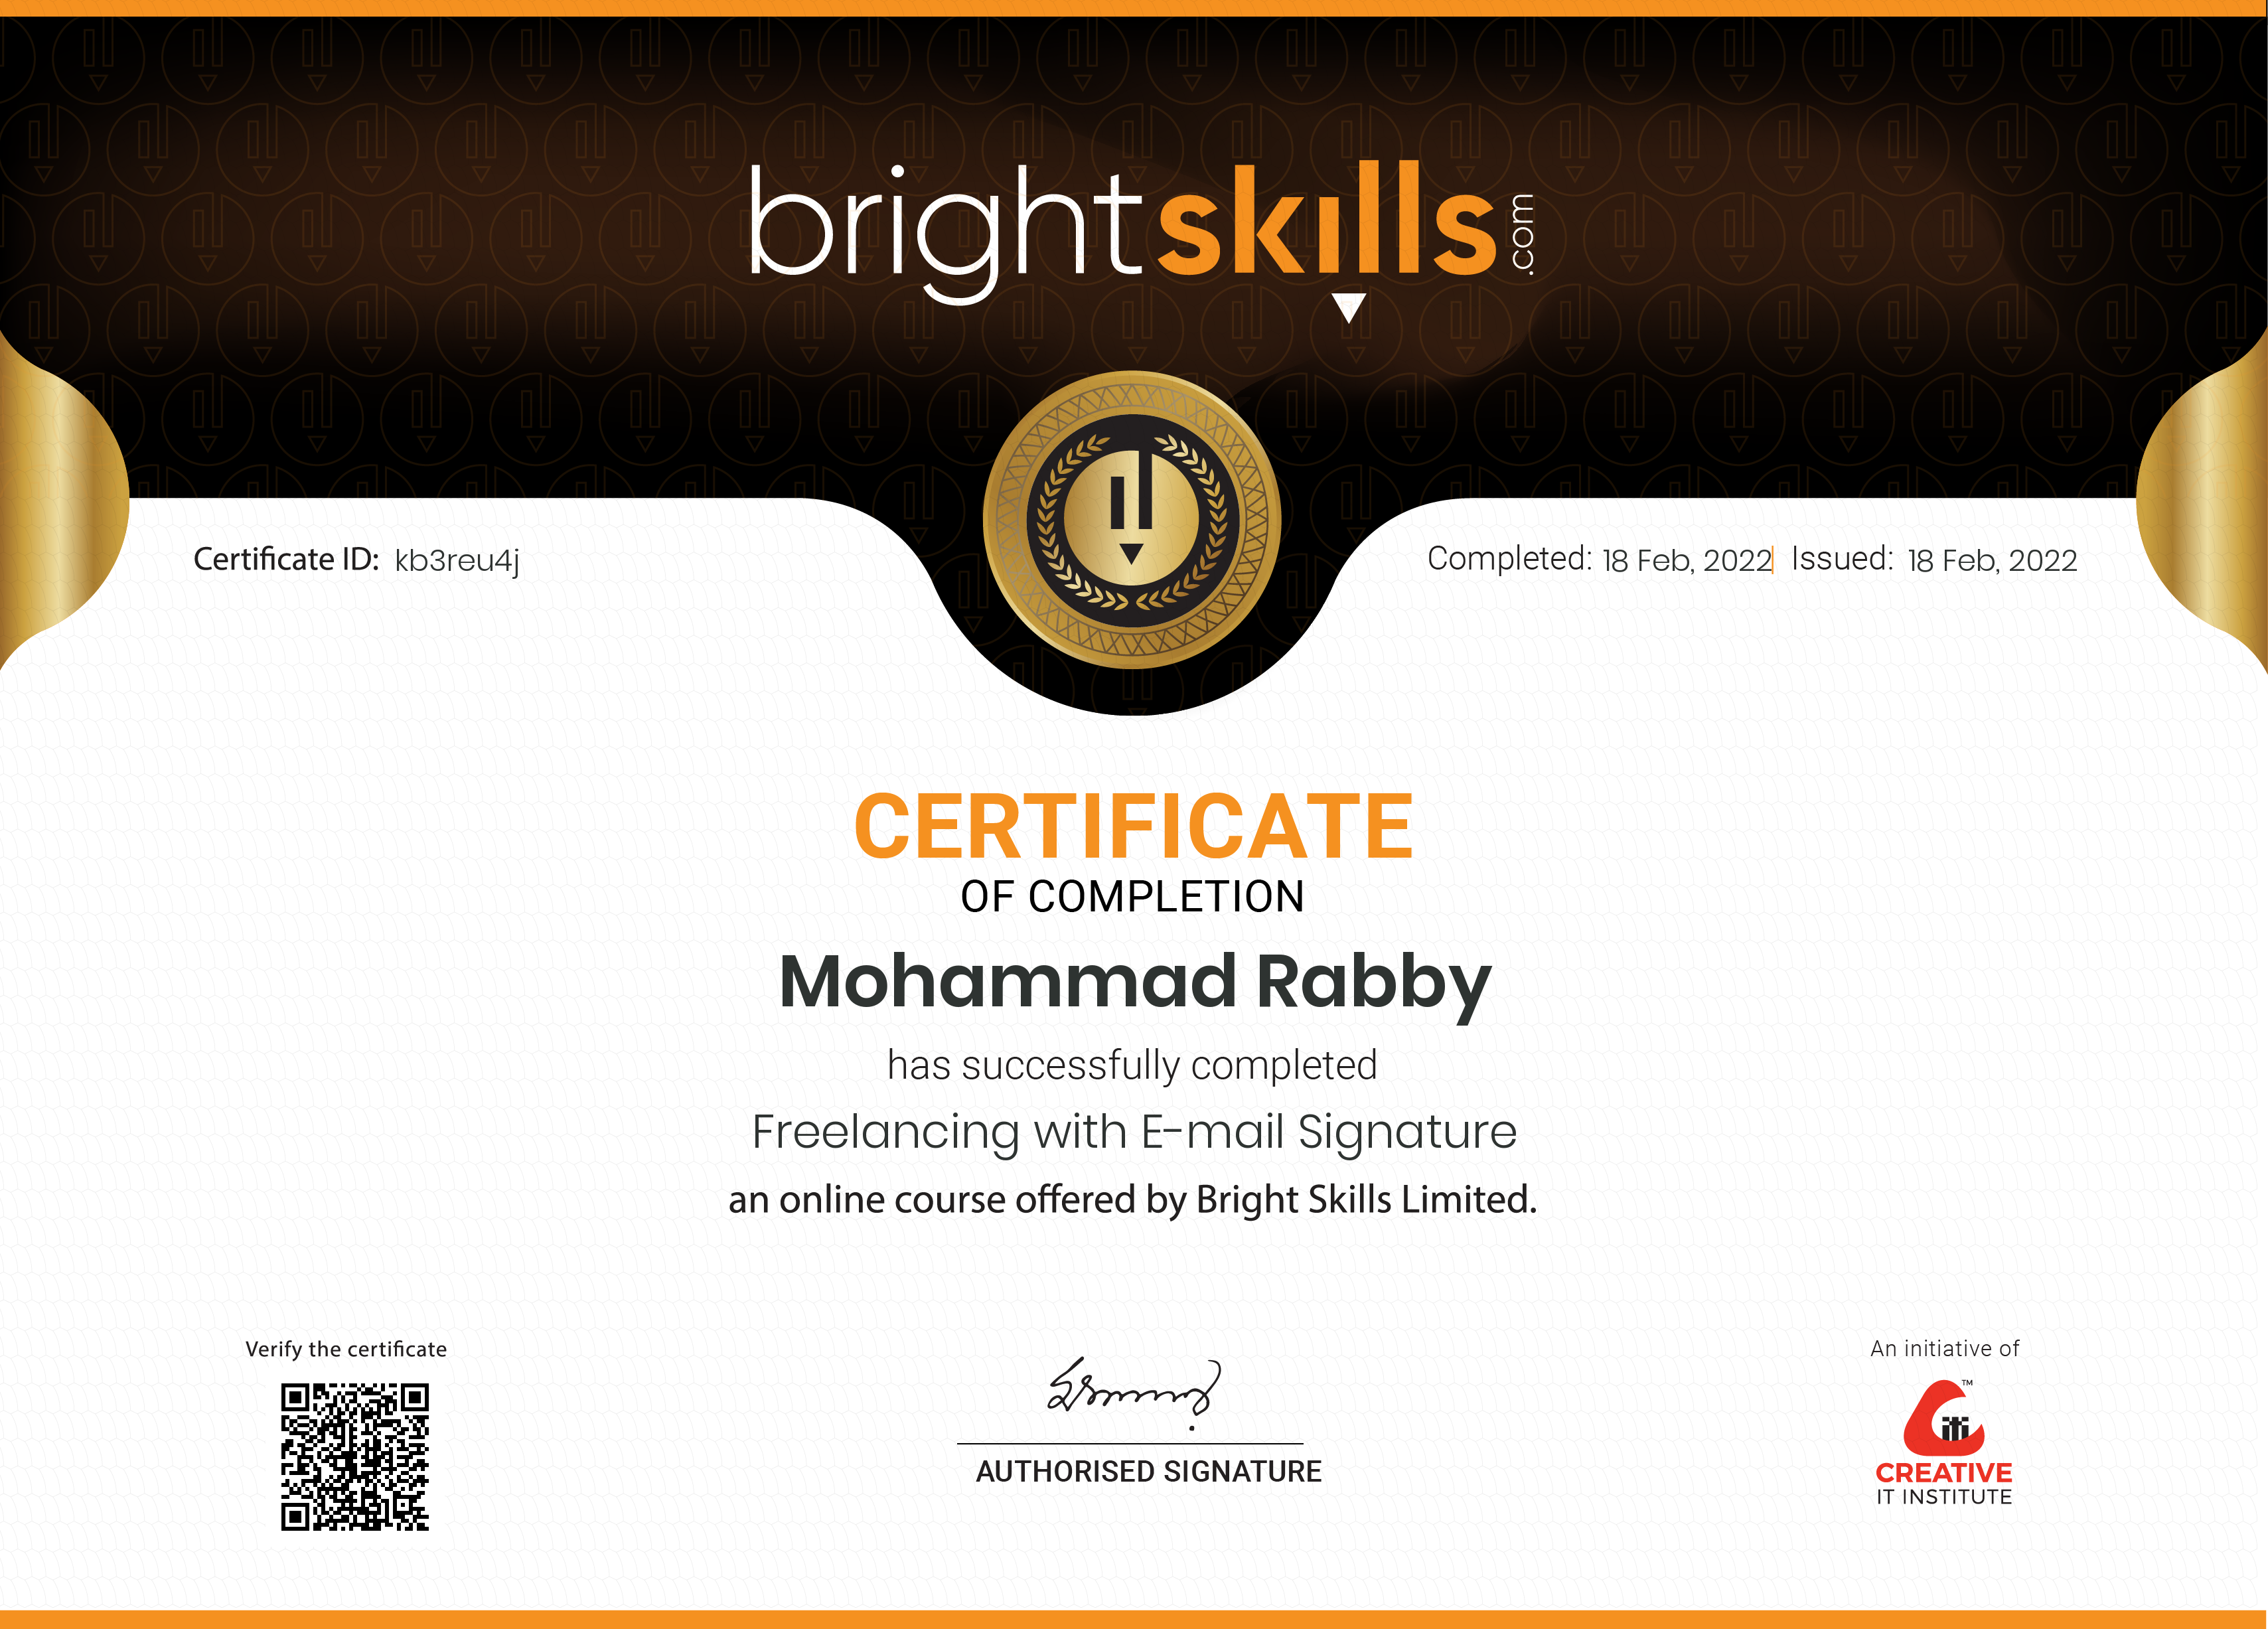 brightskills.com
Certificate ID: kb3reu4j
Completed: 18 Feb, 2022 Issued: 18 Feb, 2022
CERTIFICATE
OF COMPLETION
Mohammad Rabby
has successfully completed
Freelancing with E-mail Signature
an online course offered by Bright Skills Limited.
Verify the certificate
AUTHORISED SIGNATURE
An initiative of
TM
CREATIVE
IT INSTITUTE